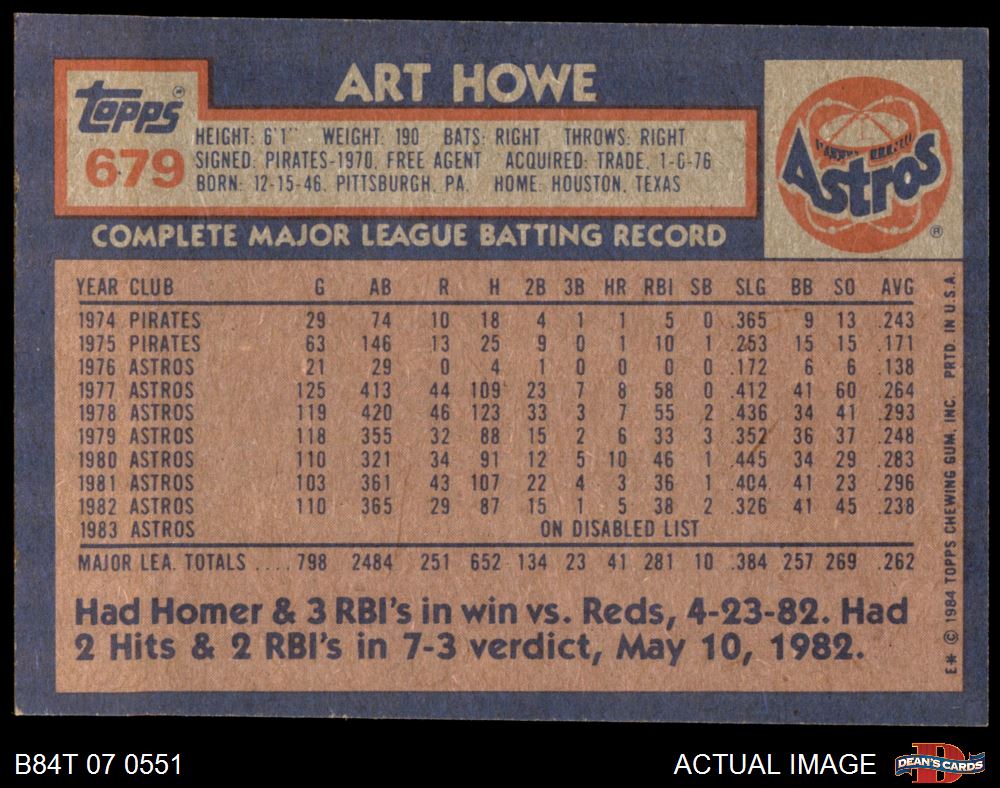 Topps
679
ART HOWE
HEIGHT: 6'1" WEIGHT: 190 BATS: RIGHT THROWS: RIGHT
SIGNED: PIRATES-1970, FREE AGENT ACQUIRED: TRADE, 1-6-76
BORN: 12-15-46, PITTSBURGH, PA. HOME: HOUSTON, TEXAS
Astros
®
COMPLETE MAJOR LEAGUE BATTING RECORD
YEAR CLUB G AB R H 2B 3B HR RBI SB SLG BB SO AVG
1974 PIRATES 29 74 10 18 4 1 1 5 0 .365 9 13 .243
1975 PIRATES 63 146 13 25 9 0 1 10 1 .253 15 15 .171
1976 ASTROS 21 29 0 4 1 0 0 0 0 .172 6 6 .138
1977 ASTROS 125 413 44 109 23 7 8 58 0 .412 41 60 .264
1978 ASTROS 119 420 46 123 33 3 7 55 2 .436 34 41 .293
1979 ASTROS 118 355 32 88 15 2 6 33 3 .352 36 37 .248
1980 ASTROS 110 321 34 91 12 5 10 46 1 .445 34 29 .283
1981 ASTROS 103 361 43 107 22 4 3 36 1 .404 41 23 .296
1982 ASTROS 110 365 29 87 15 1 5 38 2 .326 41 45 .238
1983 ASTROS ON DISABLED LIST
MAJOR LEA. TOTALS .... 798 2484 251 652 134 23 41 281 10 .384 257 269 .262
Had Homer & 3 RBI's in win vs. Reds, 4-23-82. Had
2 Hits & 2 RBI's in 7-3 verdict, May 10, 1982.
E* © 1984 TOPPS CHEWING GUM, INC. PRTD. IN U.S.A.
B84T 07 0551
ACTUAL IMAGE
D
DEAN'S CARDS